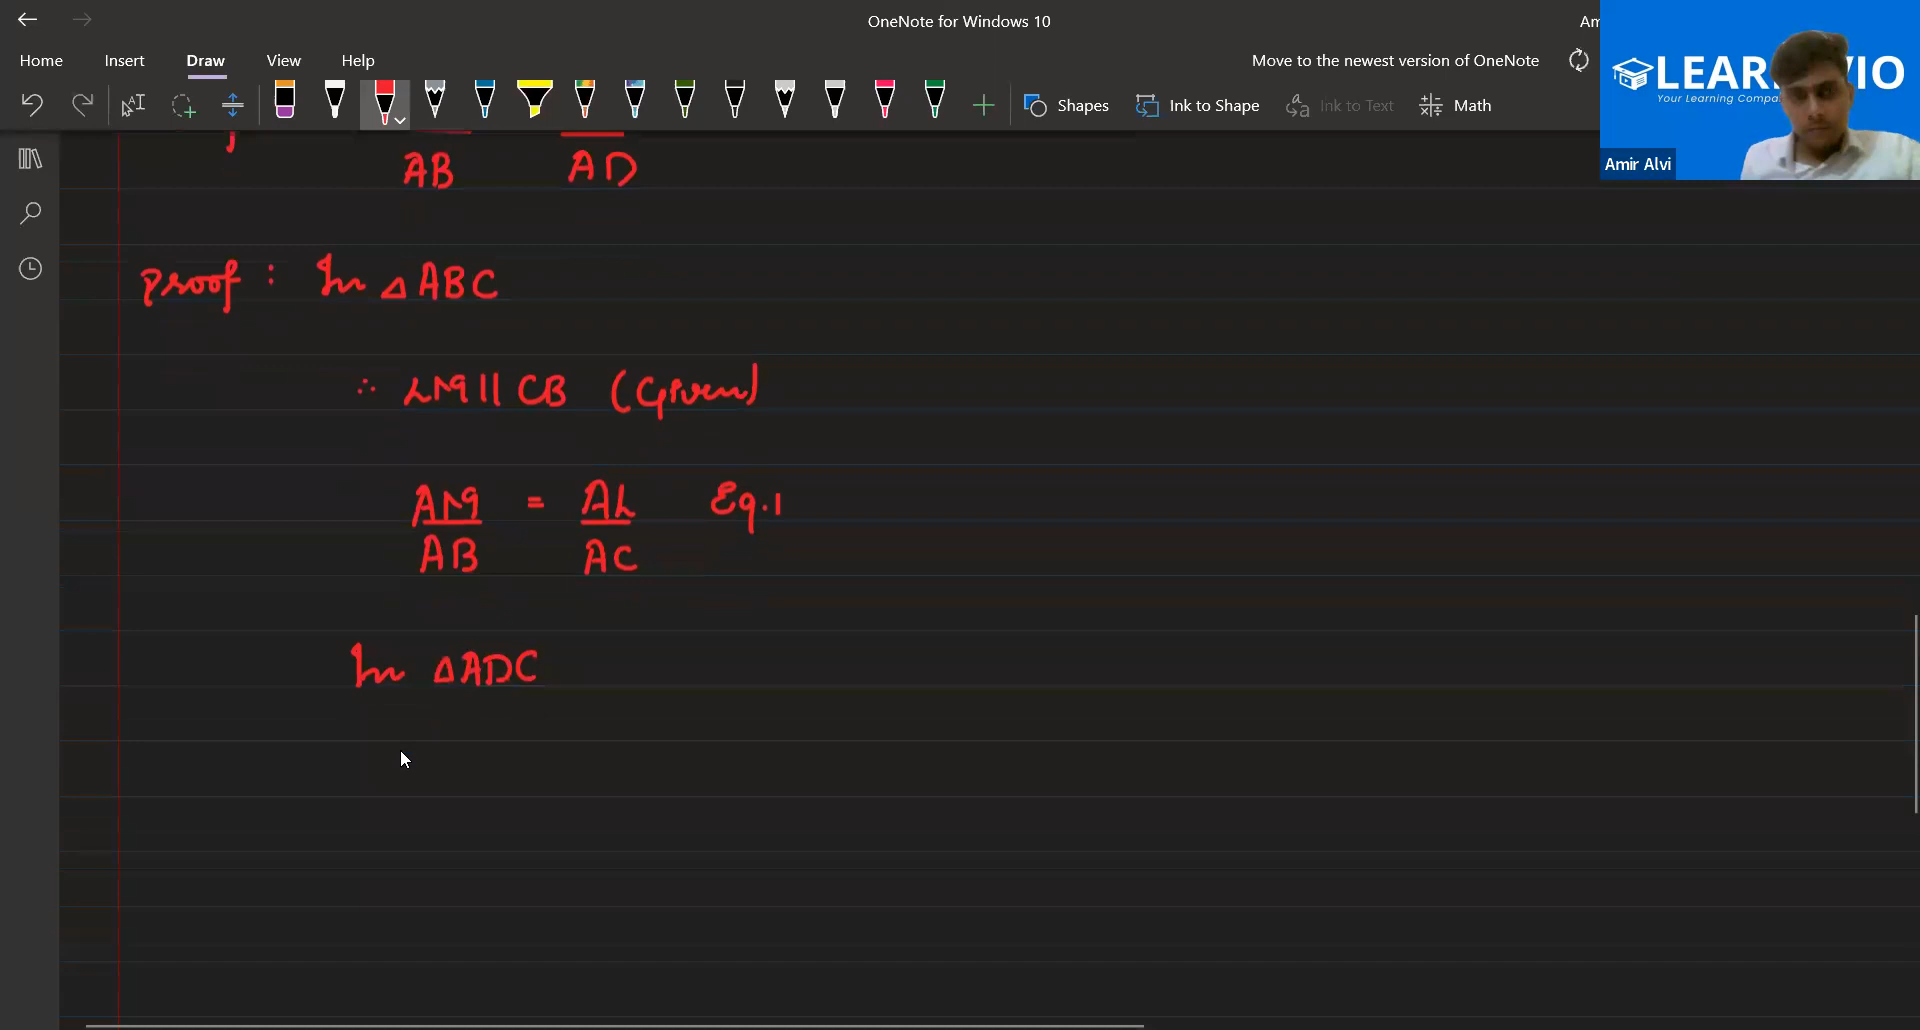 OneNote for Windows 10
Home Insert Draw View Help
Move to the newest version of OneNote
Shapes Ink to Shape Ink to Text Math
LEAR VIO
Your Learning Compa
Amir Alvi
AB AD
Proof : In △ABC
∴ LM || CB (Given)
AM = AL Eq.1
AB AC
In △ADC